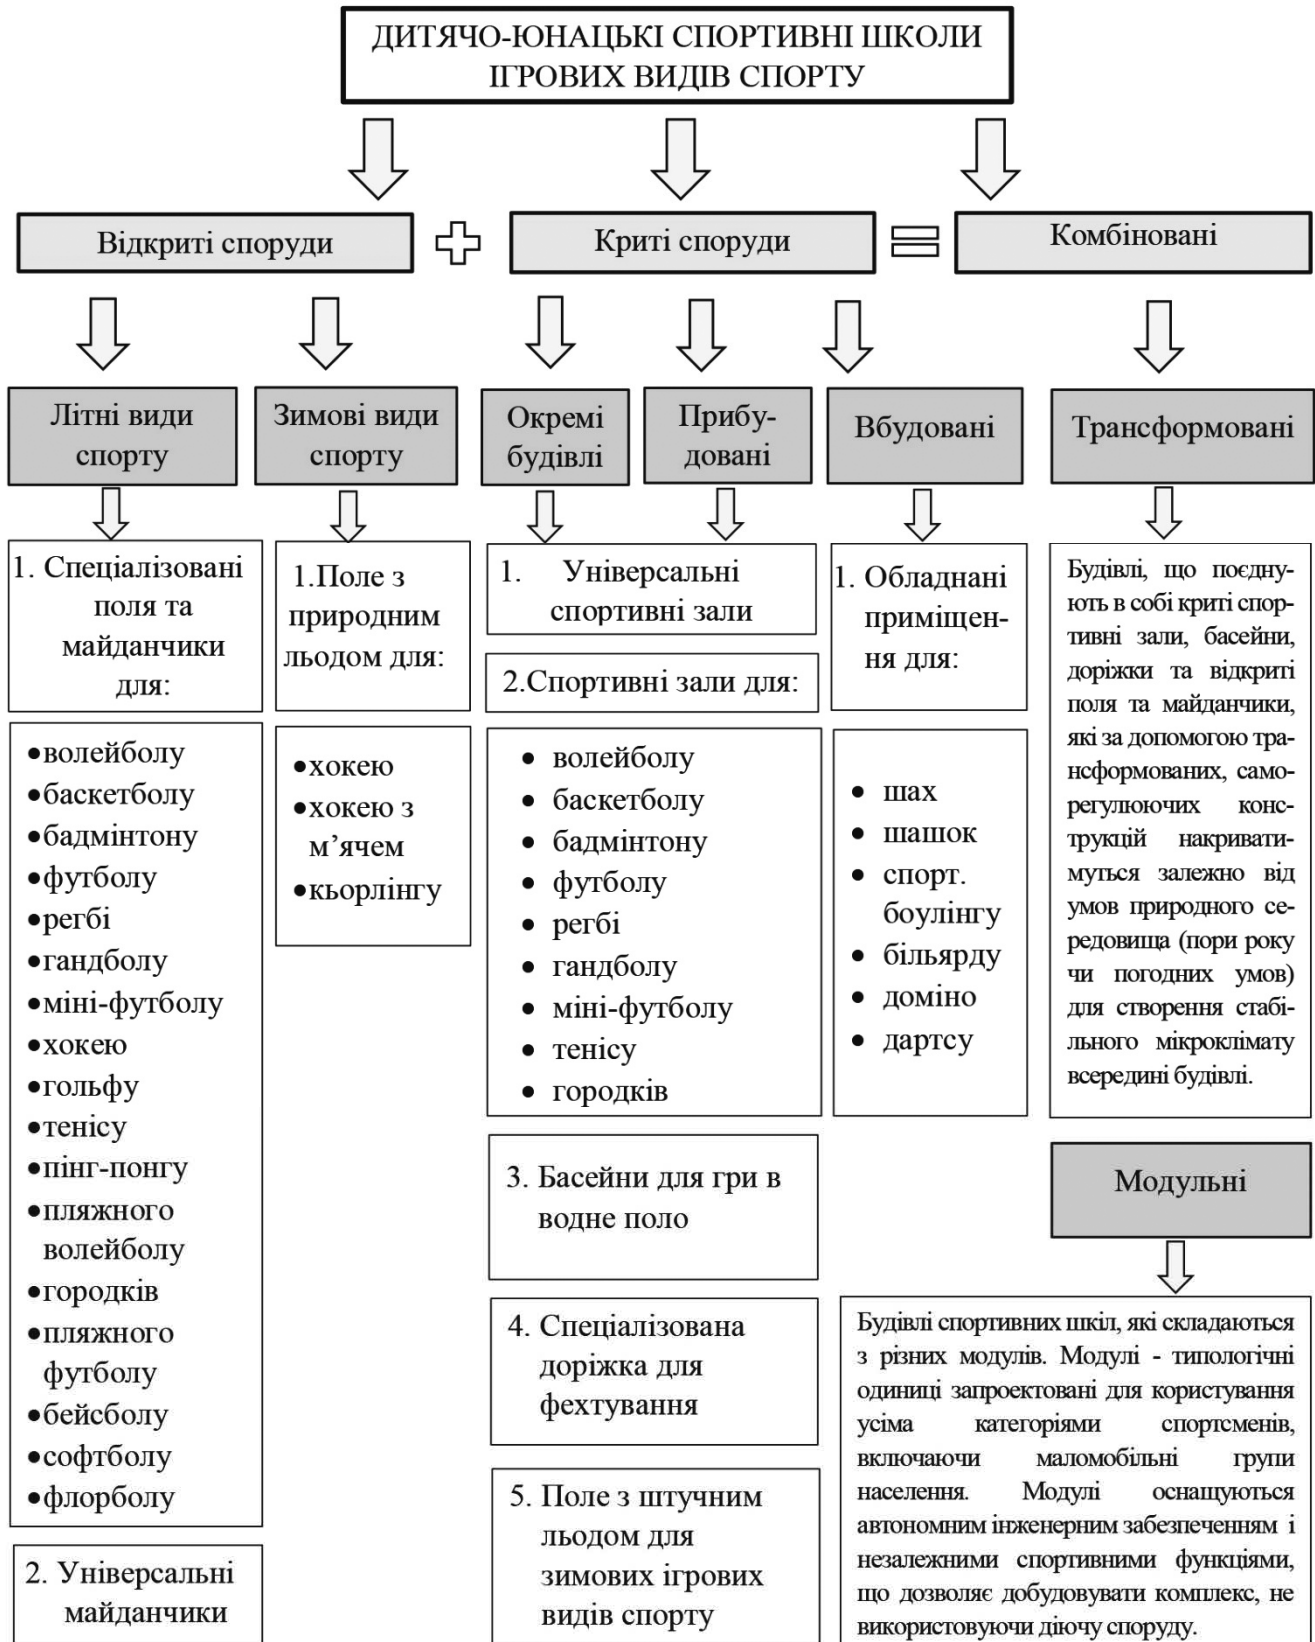 ДИТЯЧО-ЮНАЦЬКІ СПОРТИВНІ ШКОЛИ
ІГРОВИХ ВИДІВ СПОРТУ
Відкриті споруди
Криті споруди
Комбіновані
Літні види
спорту
Зимові види
спорту
Окремі
будівлі
Прибу-
довані
Вбудовані
Трансформовані
1. Спеціалізовані
поля та
майданчики
для:
•волейболу
•баскетболу
•бадмінтону
•футболу
•регбі
•гандболу
•міні-футболу
•хокею
•гольфу
•тенісу
•пінг-понгу
•пляжного
волейболу
•городків
•пляжного
футболу
•бейсболу
•софтболу
•флорболу
2. Універсальні
майданчики
1.Поле з
природним
льодом для:
•хокею
•хокею з
м’ячем
•кьорлінгу
1. Універсальні
спортивні зали
2.Спортивні зали для:
• волейболу
• баскетболу
• бадмінтону
• футболу
• регбі
• гандболу
• міні-футболу
• тенісу
• городків
3. Басейни для гри в
водне поло
4. Спеціалізована
доріжка для
фехтування
5. Поле з штучним
льодом для
зимових ігрових
видів спорту
1. Обладнані
приміщен-
ня для:
• шах
• шашок
• спорт.
боулінгу
• більярду
• доміно
• дартсу
Будівлі, що поєдну-
ють в собі криті спор-
тивні зали, басейни,
доріжки та відкриті
поля та майданчики,
які за допомогою тра-
нсформованих, само-
регулюючих конс-
трукцій накривати-
муться залежно від
умов природного се-
редовища (пори року
чи погодних умов)
для створення стабі-
льного мікроклімату
всередині будівлі.
Модульні
Будівлі спортивних шкіл, які складаються
з різних модулів. Модулі - типологічні
одиниці запроектовані для користування
усіма категоріями спортсменів,
включаючи маломобільні групи
населення. Модулі оснащуються
автономним інженерним забезпеченням і
незалежними спортивними функціями,
що дозволяє добудовувати комплекс, не
використовуючи діючу споруду.